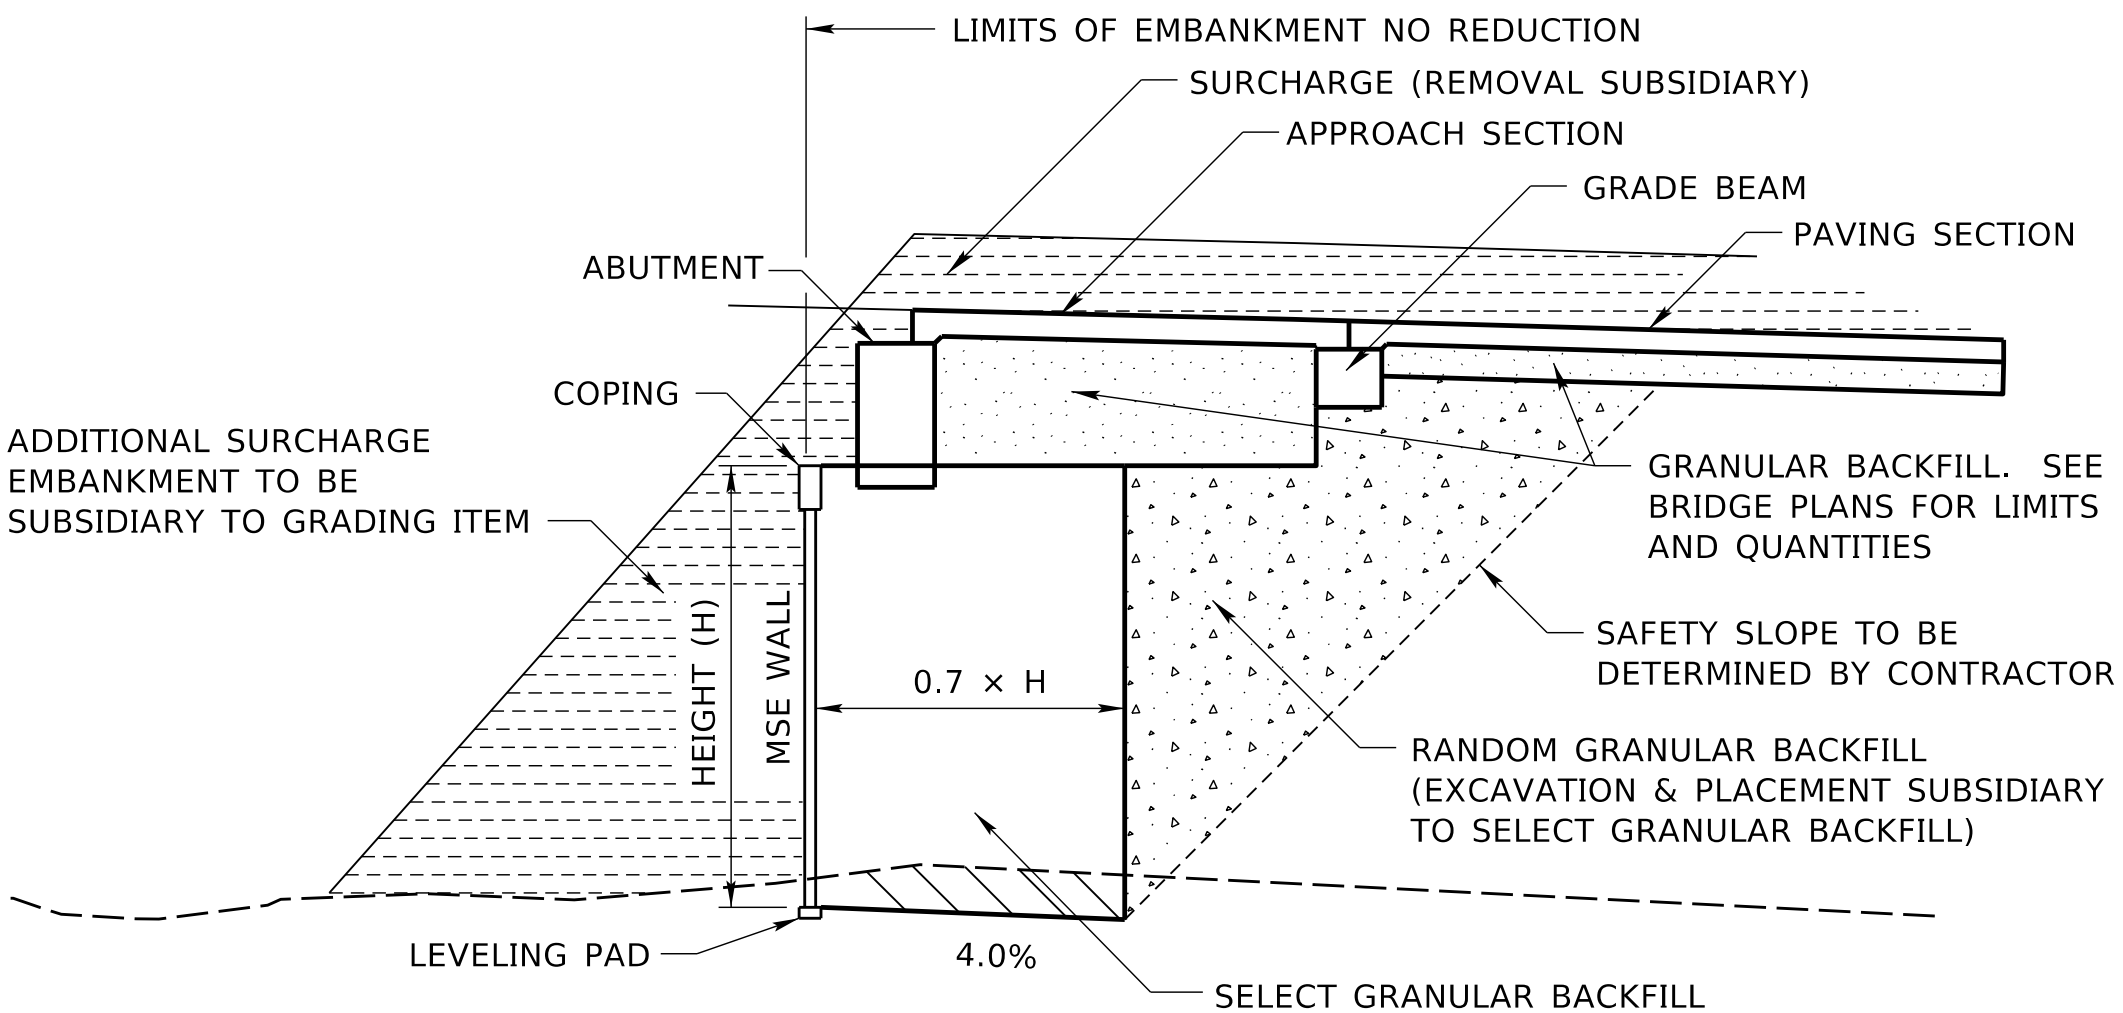 LIMITS OF EMBANKMENT NO REDUCTION
SURCHARGE (REMOVAL SUBSIDIARY)
APPROACH SECTION
GRADE BEAM
PAVING SECTION
ABUTMENT
COPING
ADDITIONAL SURCHARGE
EMBANKMENT TO BE
SUBSIDIARY TO GRADING ITEM
GRANULAR BACKFILL. SEE
BRIDGE PLANS FOR LIMITS
AND QUANTITIES
HEIGHT (H)
MSE WALL
0.7 × H
SAFETY SLOPE TO BE
DETERMINED BY CONTRACTOR
RANDOM GRANULAR BACKFILL
(EXCAVATION & PLACEMENT SUBSIDIARY
TO SELECT GRANULAR BACKFILL)
LEVELING PAD
4.0%
SELECT GRANULAR BACKFILL